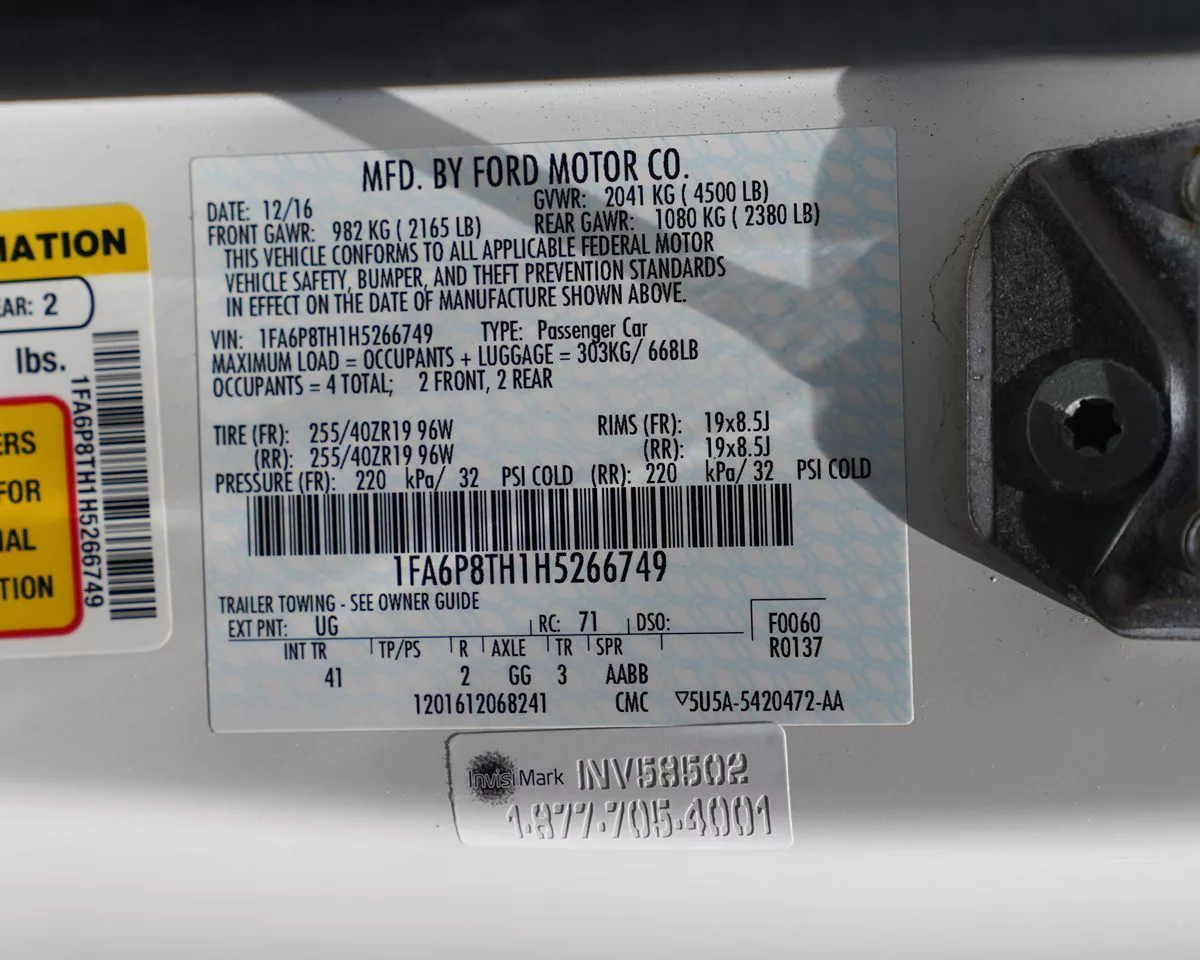 MATION
EAR: 2
lbs.
ERS
FOR
IAL
TION
1FA6P8TH1H5266749
MFD. BY FORD MOTOR CO.
DATE: 12/16 GVWR: 2041 KG ( 4500 LB)
FRONT GAWR: 982 KG ( 2165 LB) REAR GAWR: 1080 KG ( 2380 LB)
THIS VEHICLE CONFORMS TO ALL APPLICABLE FEDERAL MOTOR
VEHICLE SAFETY, BUMPER, AND THEFT PREVENTION STANDARDS
IN EFFECT ON THE DATE OF MANUFACTURE SHOWN ABOVE.
VIN: 1FA6P8TH1H5266749 TYPE: Passenger Car
MAXIMUM LOAD = OCCUPANTS + LUGGAGE = 303KG/ 668LB
OCCUPANTS = 4 TOTAL; 2 FRONT, 2 REAR
TIRE (FR): 255/40ZR19 96W RIMS (FR): 19x8.5J
(RR): 255/40ZR19 96W (RR): 19x8.5J
PRESSURE (FR): 220 kPa/ 32 PSI COLD (RR): 220 kPa/ 32 PSI COLD
1FA6P8TH1H5266749
TRAILER TOWING - SEE OWNER GUIDE
EXT PNT: UG RC: 71 DSO: F0060
INT TR TP/PS R AXLE TR SPR R0137
41 2 GG 3 AABB
1201612068241 CMC ▽5U5A-5420472-AA
InvisiMark INV58502
1-877-705-4001